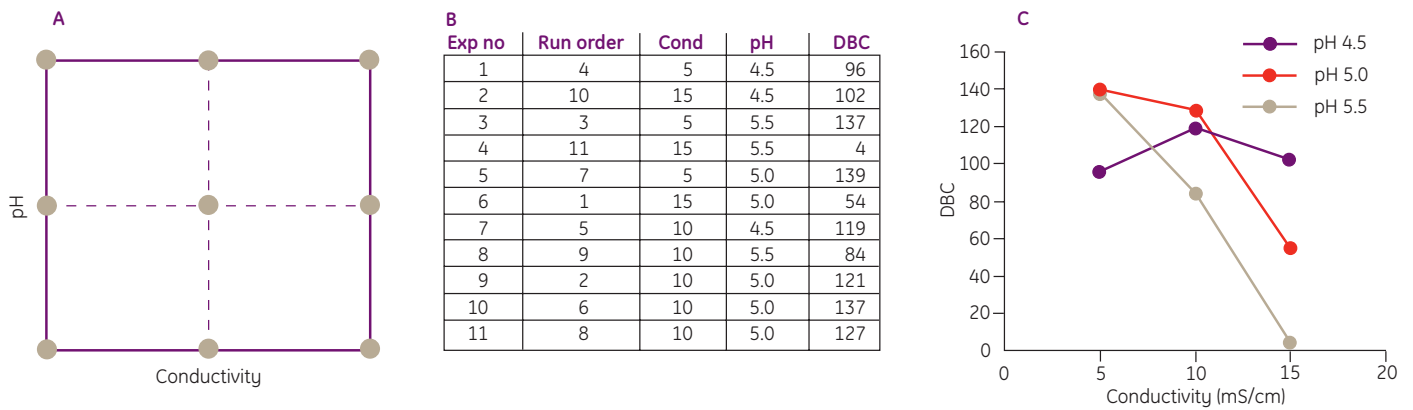 A
pH
Conductivity
B
Exp no Run order Cond pH DBC
1 4 5 4.5 96
2 10 15 4.5 102
3 3 5 5.5 137
4 11 15 5.5 4
5 7 5 5.0 139
6 1 15 5.0 54
7 5 10 4.5 119
8 9 10 5.5 84
9 2 10 5.0 121
10 6 10 5.0 137
11 8 10 5.0 127
C
pH 4.5
pH 5.0
pH 5.5
DBC
160
140
120
100
80
60
40
20
0
0 5 10 15 20
Conductivity (mS/cm)